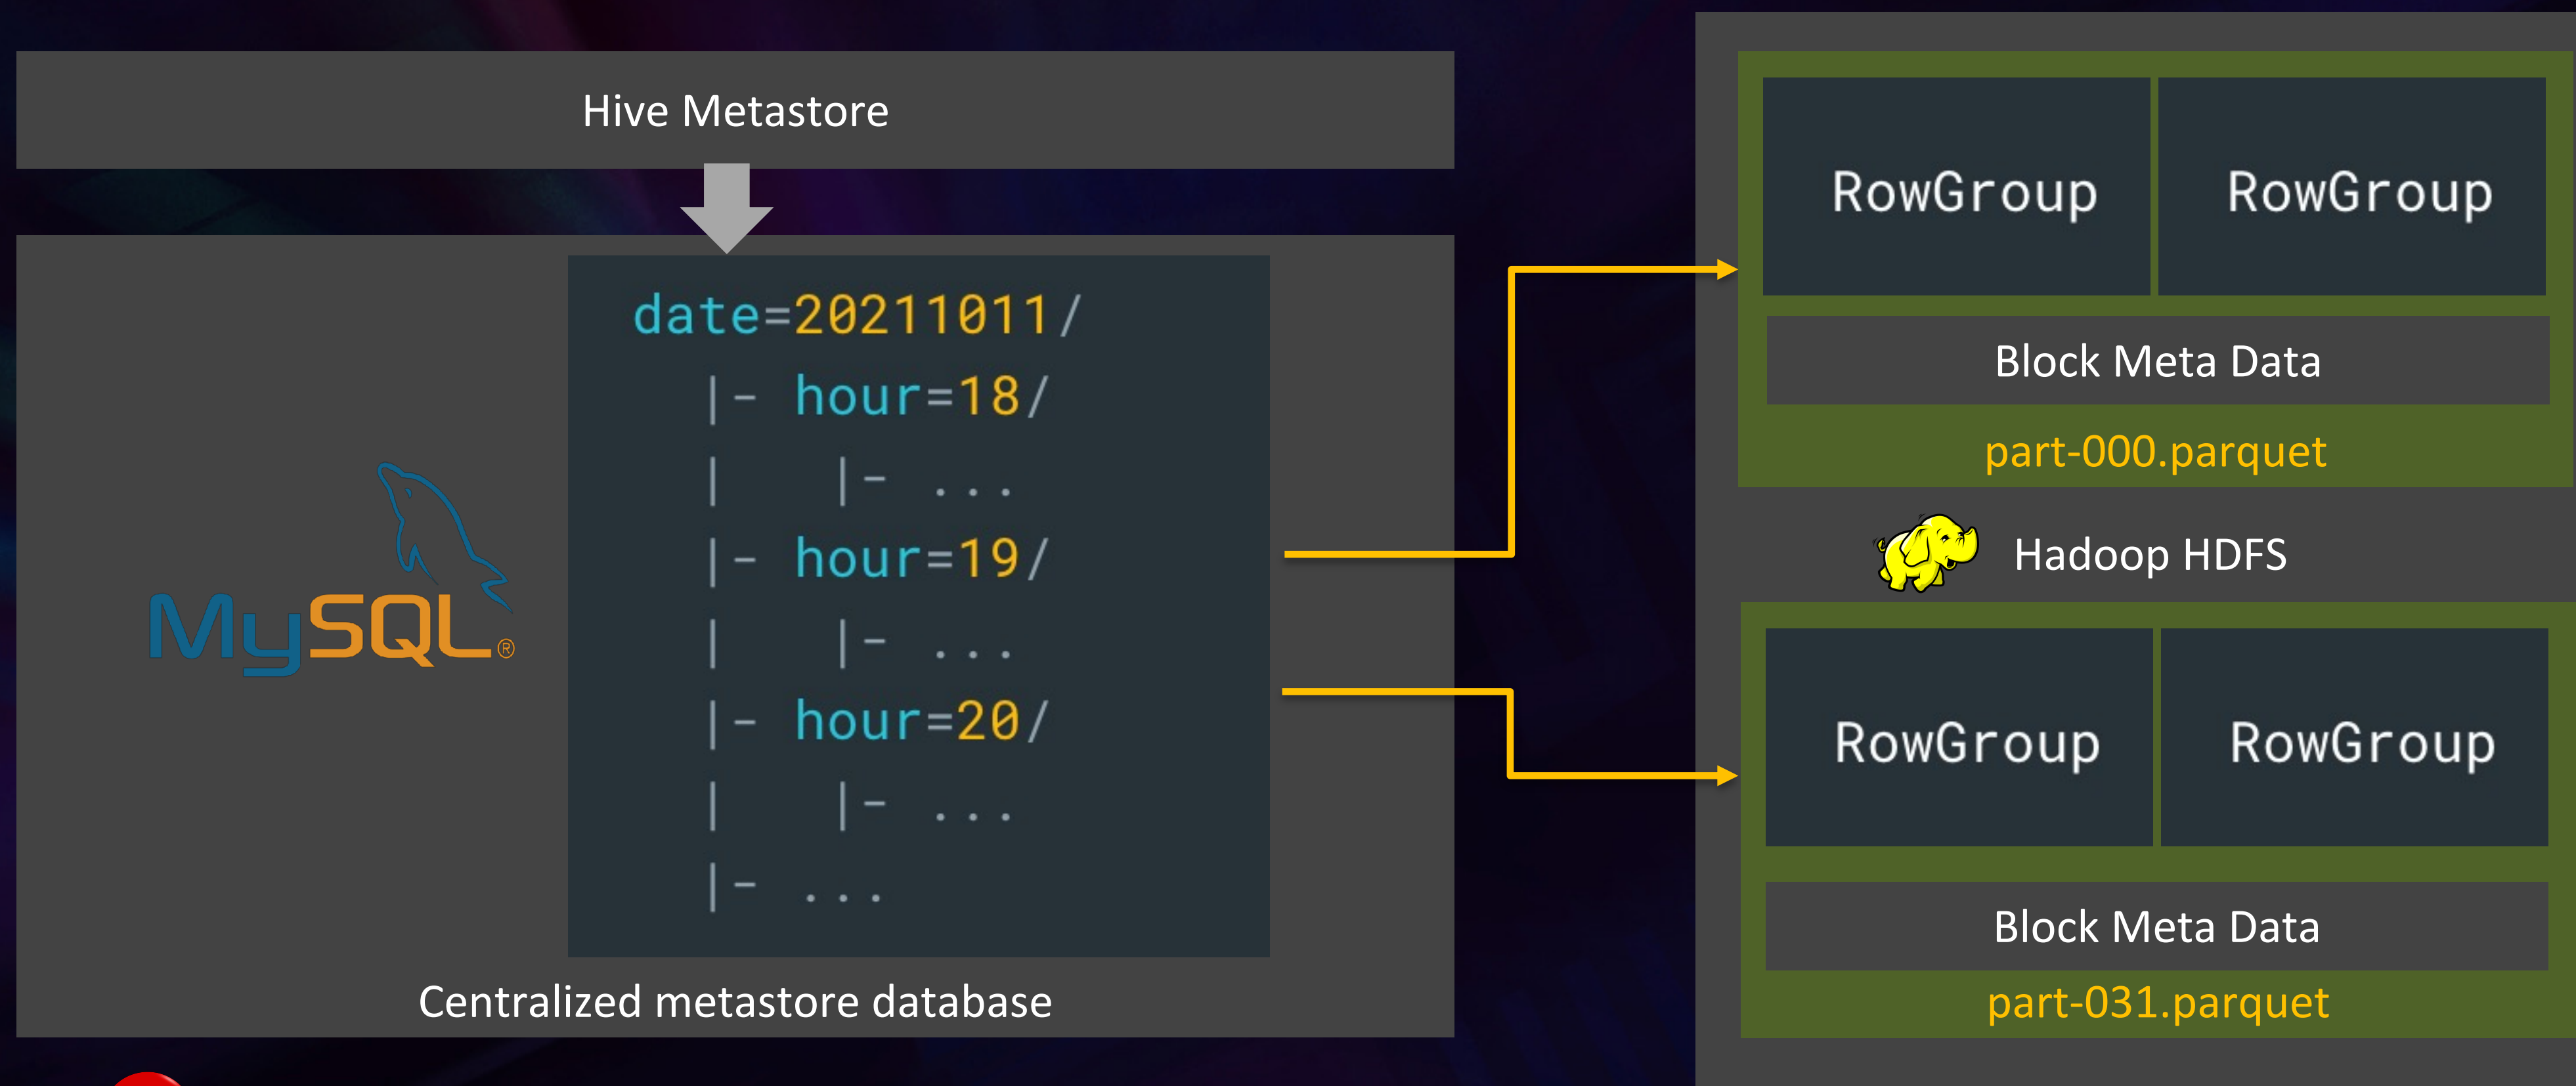 Hive Metastore
date=20211011/
|- hour=18/
|    |- ...
|- hour=19/
|    |- ...
|- hour=20/
|    |- ...
|- ...
MySQL®
Centralized metastore database
RowGroup RowGroup
Block Meta Data
part-000.parquet
Hadoop HDFS
RowGroup RowGroup
Block Meta Data
part-031.parquet